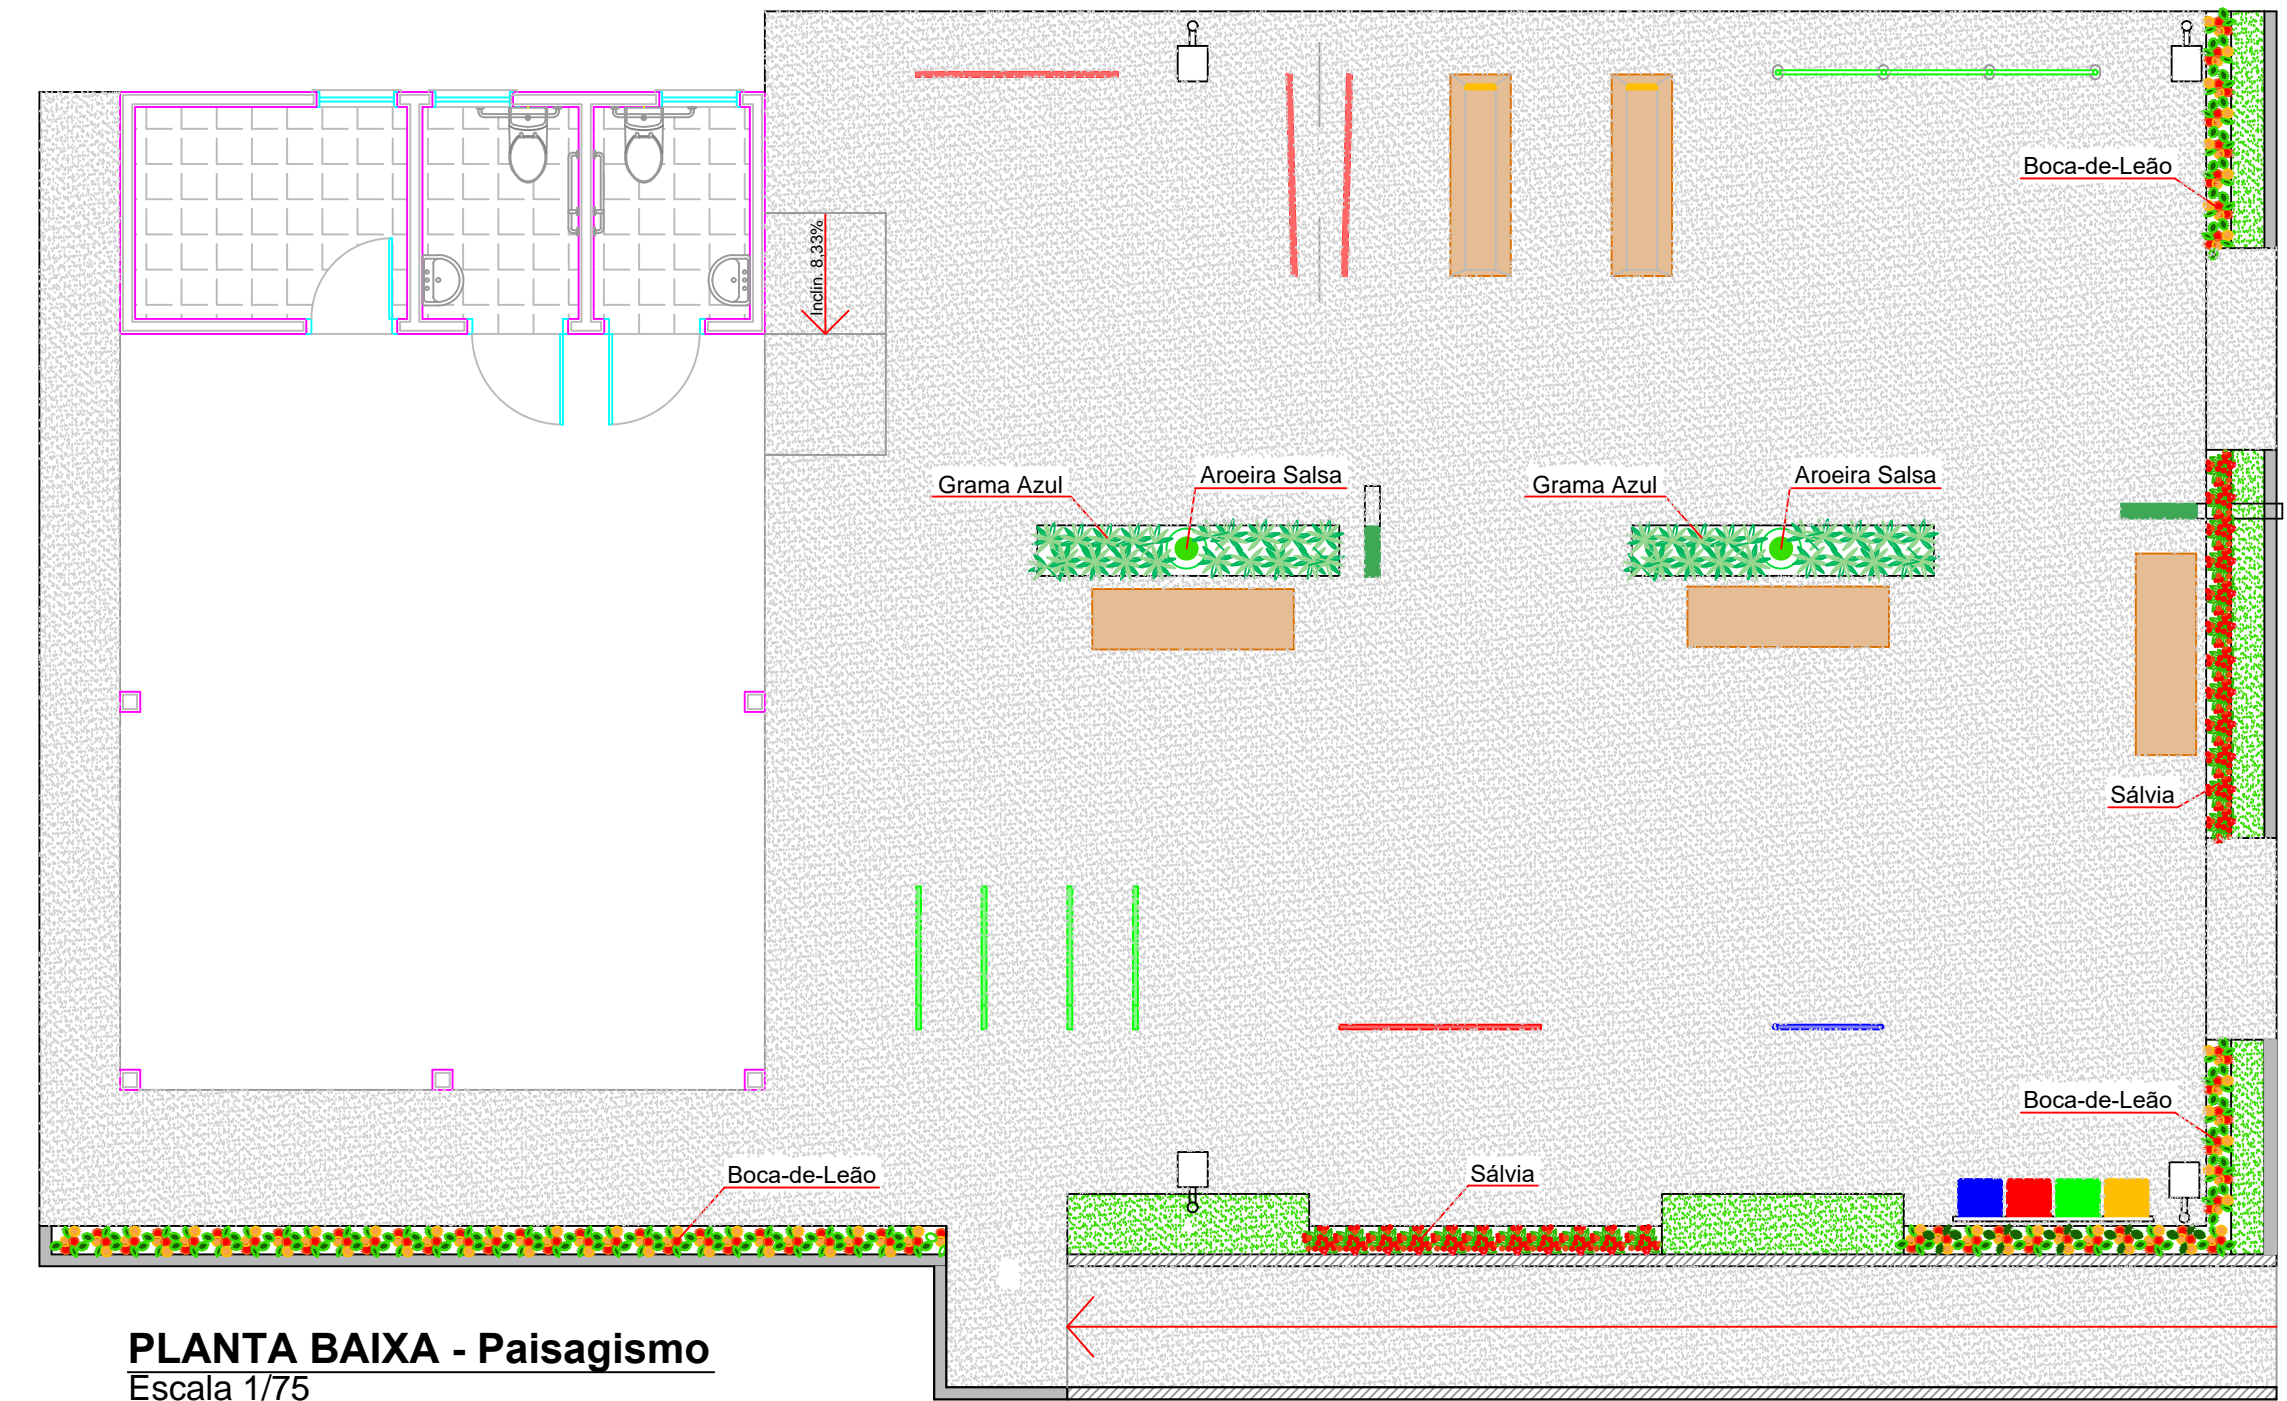 Boca-de-Leão
Inclin. 8,33%
Grama Azul
Aroeira Salsa
Grama Azul
Aroeira Salsa
Sálvia
Boca-de-Leão
Boca-de-Leão
Sálvia
PLANTA BAIXA - Paisagismo
Escala 1/75